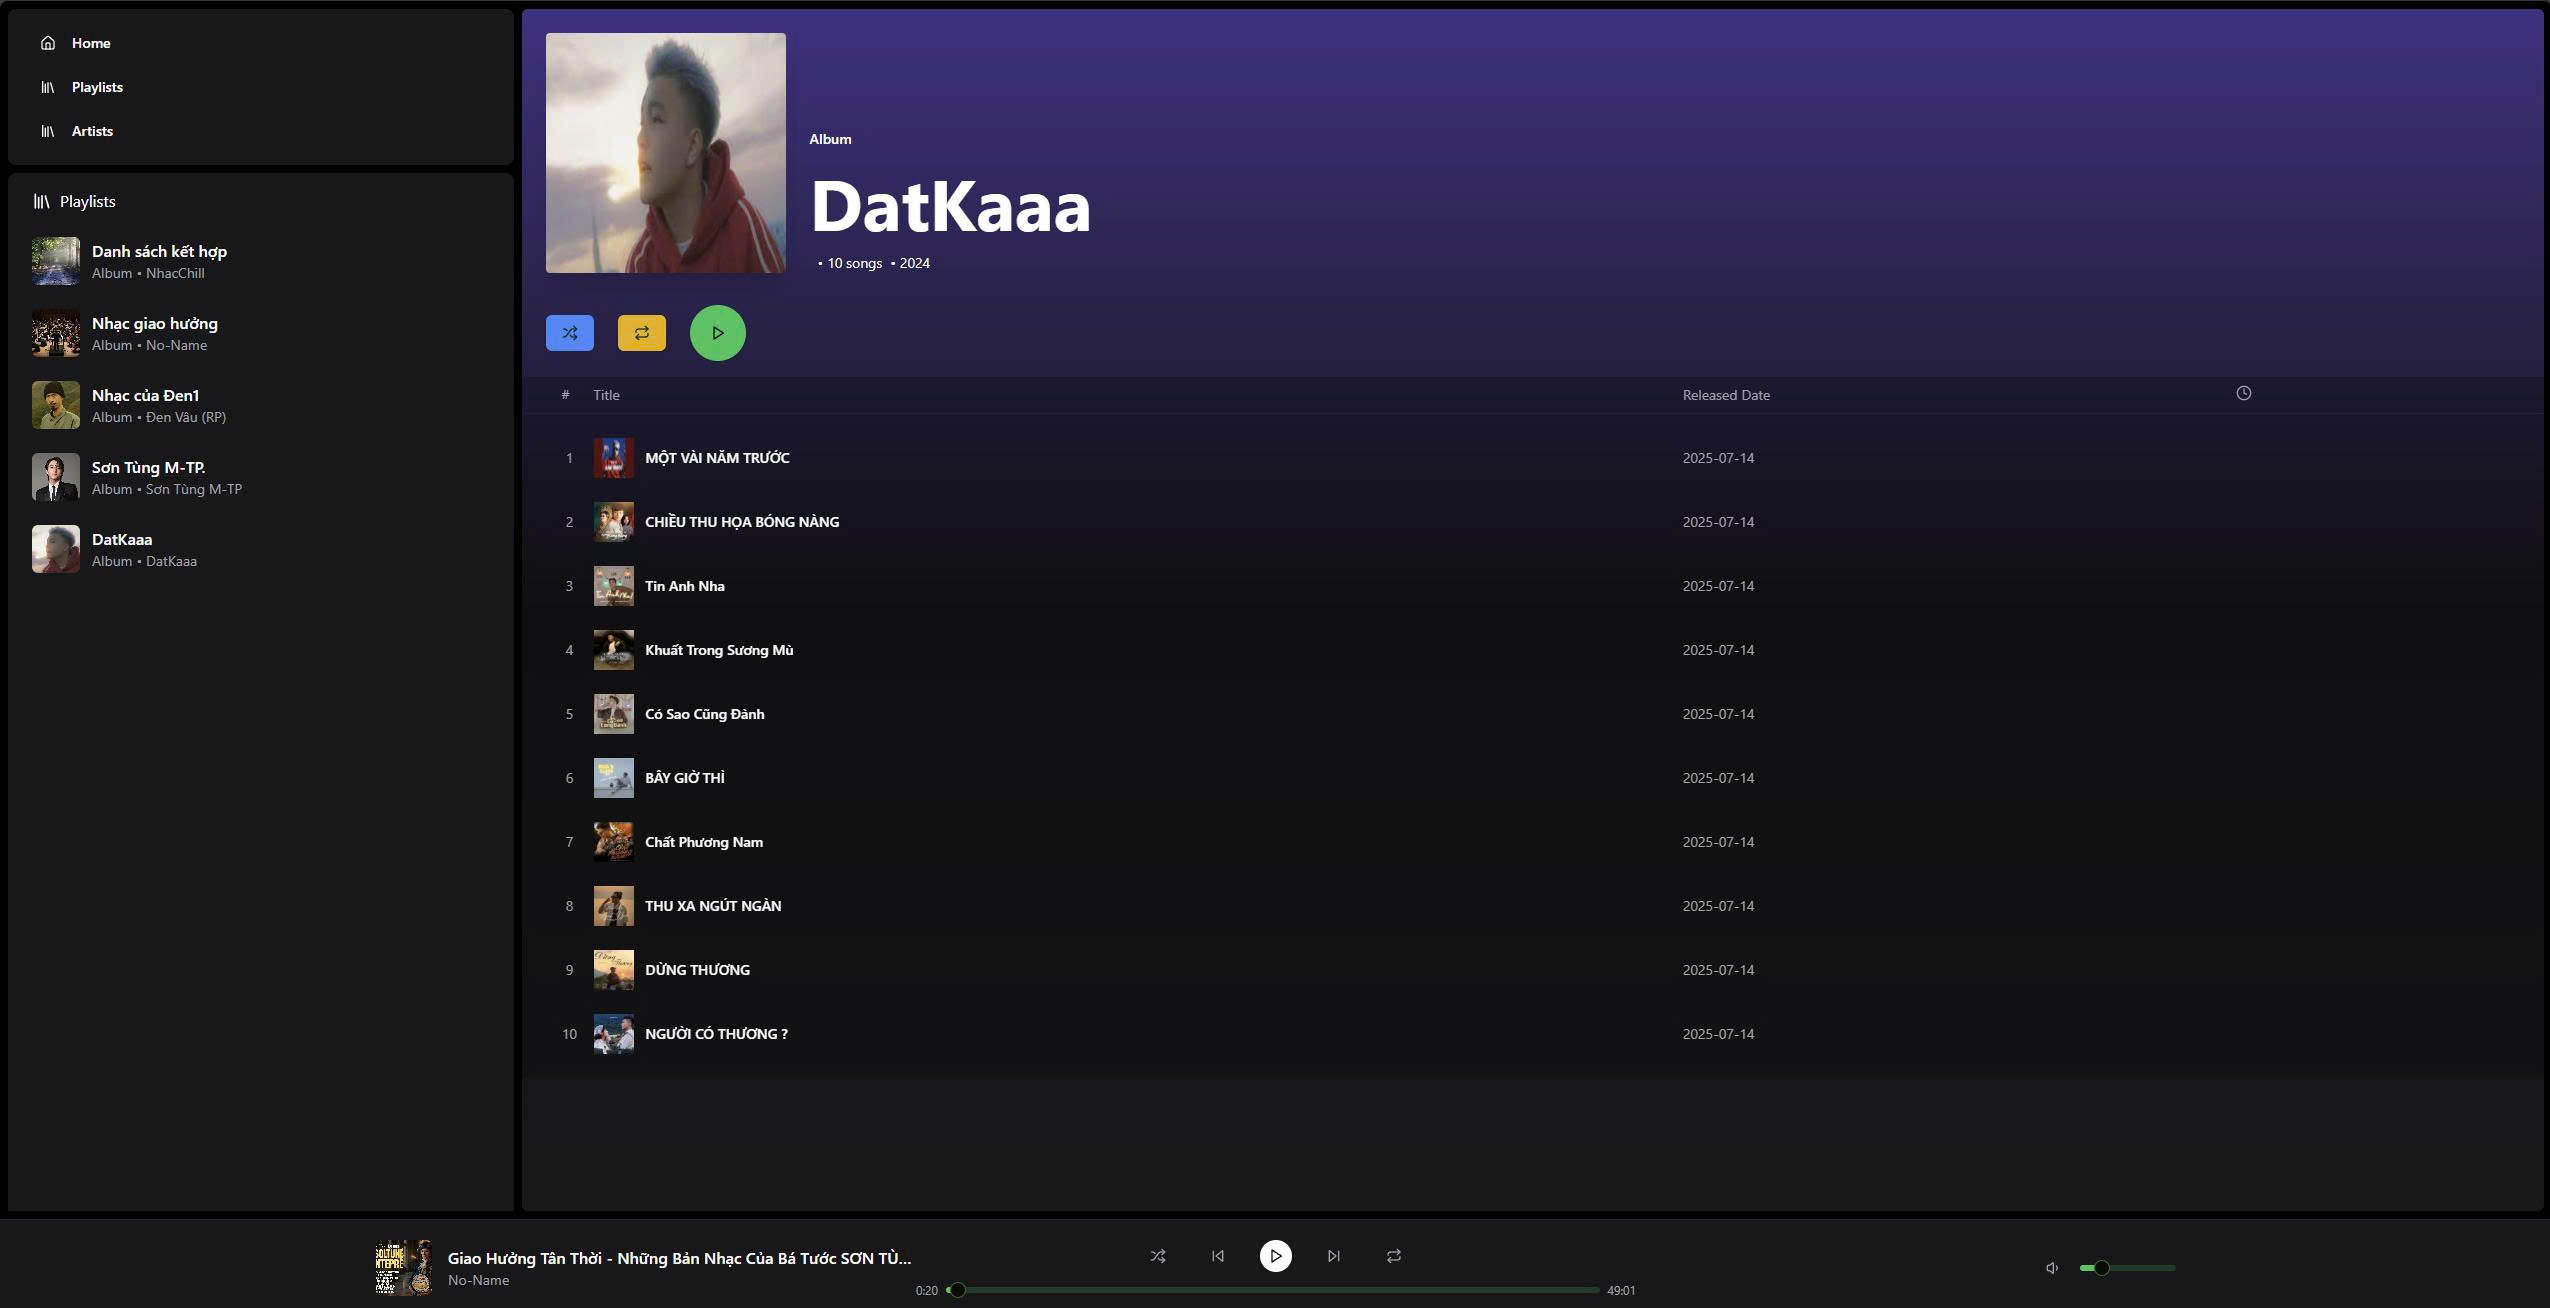 Home
Playlists
Artists
Playlists
Danh sách kết hợp
Album • NhacChill
Nhạc giao hưởng
Album • No-Name
Nhạc của Đen1
Album • Đen Vâu (RP)
Sơn Tùng M-TP.
Album • Sơn Tùng M-TP
DatKaaa
Album • DatKaaa
Album
DatKaaa
• 10 songs • 2024
# Title Released Date
1 MỘT VÀI NĂM TRƯỚC 2025-07-14
2 CHIỀU THU HỌA BÓNG NÀNG 2025-07-14
3 Tin Anh Nha 2025-07-14
4 Khuất Trong Sương Mù 2025-07-14
5 Có Sao Cũng Đành 2025-07-14
6 BÂY GIỜ THÌ 2025-07-14
7 Chất Phương Nam 2025-07-14
8 THU XA NGÚT NGÀN 2025-07-14
9 DỪNG THƯƠNG 2025-07-14
10 NGƯỜI CÓ THƯƠNG ? 2025-07-14
Giao Hưởng Tân Thời - Những Bản Nhạc Của Bá Tước SƠN TÙ...
No-Name
0:20 49:01